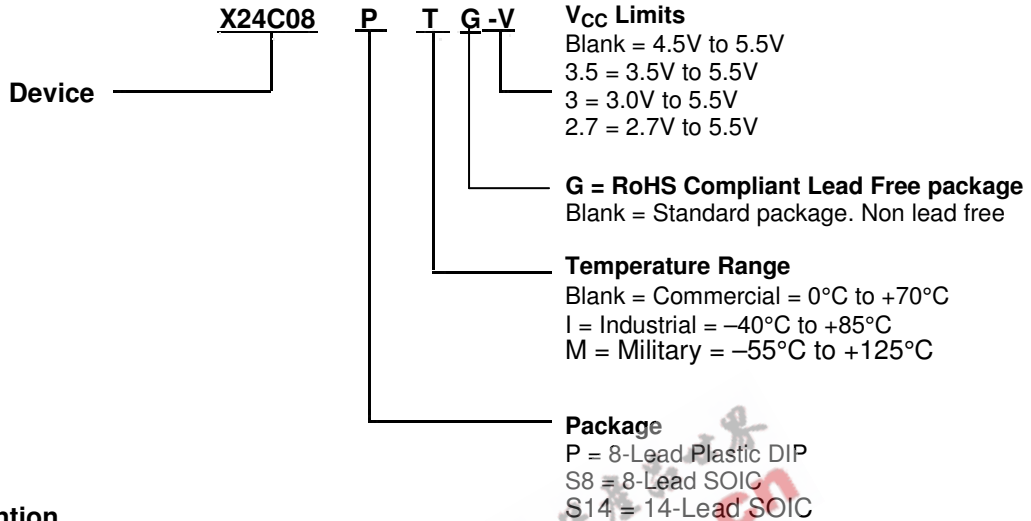 X24C08 P T G -V
Device
VCC Limits
Blank = 4.5V to 5.5V
3.5 = 3.5V to 5.5V
3 = 3.0V to 5.5V
2.7 = 2.7V to 5.5V
G = RoHS Compliant Lead Free package
Blank = Standard package. Non lead free
Temperature Range
Blank = Commercial = 0°C to +70°C
I = Industrial = –40°C to +85°C
M = Military = –55°C to +125°C
Package
P = 8-Lead Plastic DIP
S8 = 8-Lead SOIC
S14 = 14-Lead SOIC